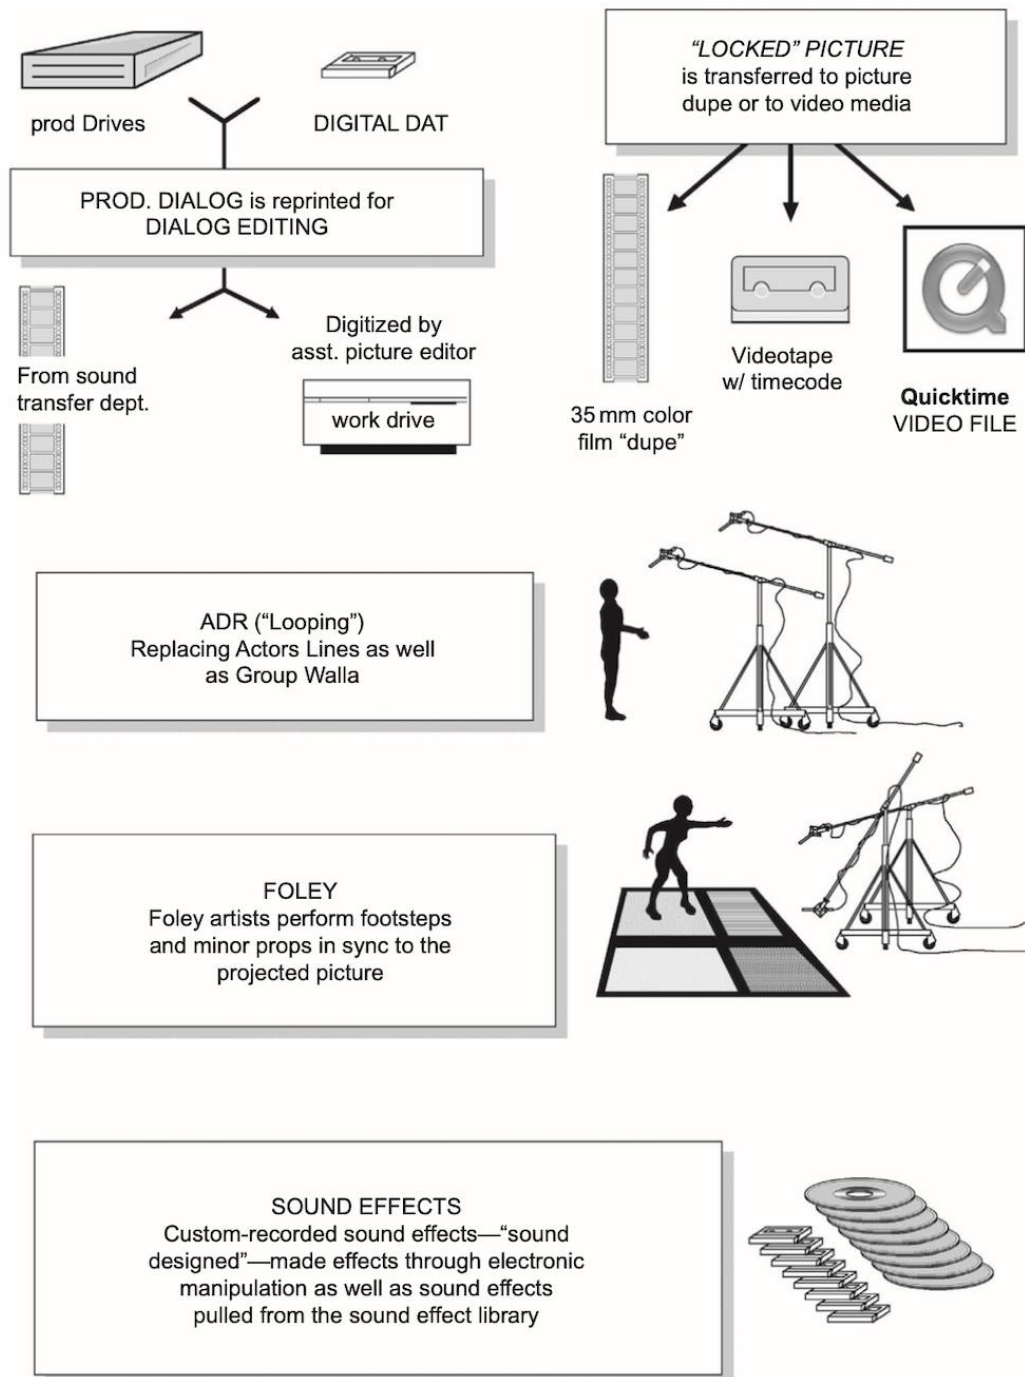 prod Drives
DIGITAL DAT
PROD. DIALOG is reprinted for
DIALOG EDITING
From sound
transfer dept.
Digitized by
asst. picture editor
work drive
“LOCKED” PICTURE
is transferred to picture
dupe or to video media
35 mm color
film “dupe”
Videotape
w/ timecode
Quicktime
VIDEO FILE
ADR (“Looping”)
Replacing Actors Lines as well
as Group Walla
FOLEY
Foley artists perform footsteps
and minor props in sync to the
projected picture
SOUND EFFECTS
Custom-recorded sound effects—“sound
designed”—made effects through electronic
manipulation as well as sound effects
pulled from the sound effect library